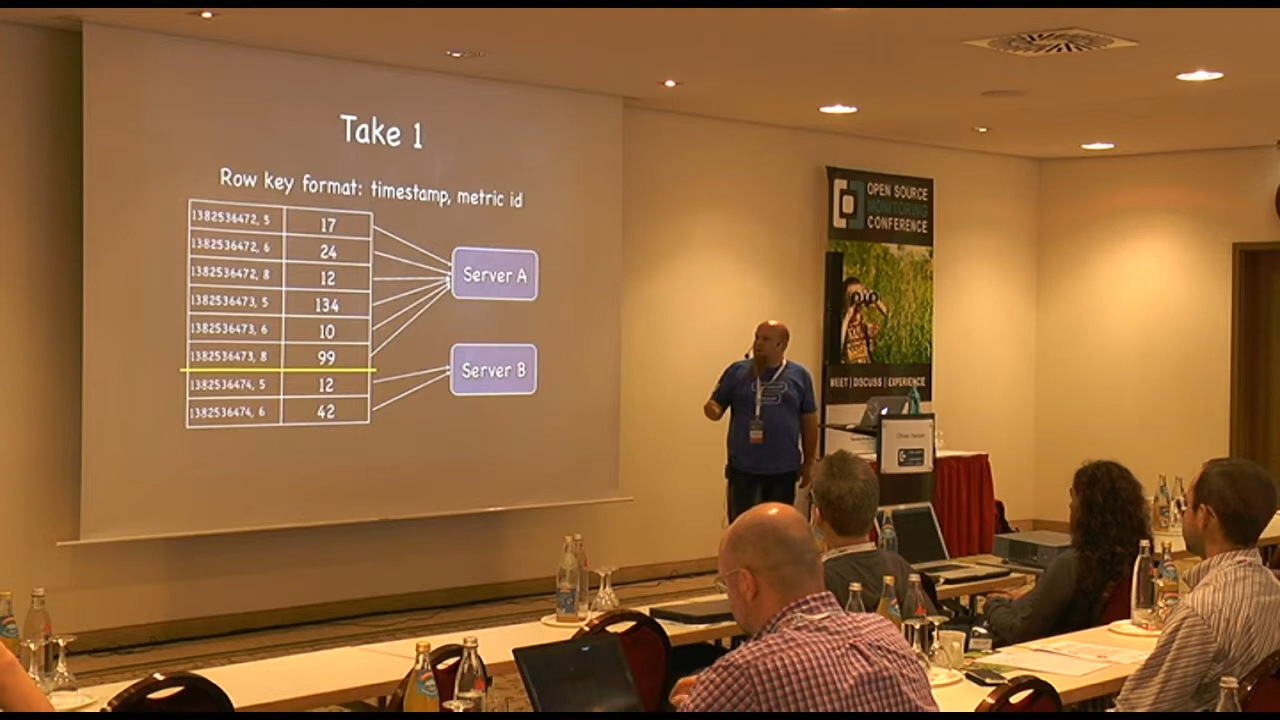 Take 1
Row key format: timestamp, metric id
1382536472, 5 17
1382536472, 6 24
1382536472, 8 12
1382536473, 5 134
1382536473, 6 10
1382536473, 8 99
1382536474, 5 12
1382536474, 6 42
Server A
Server B
OPEN SOURCE
MONITORING
CONFERENCE
MEET | DISCUSS | EXPERIENCE